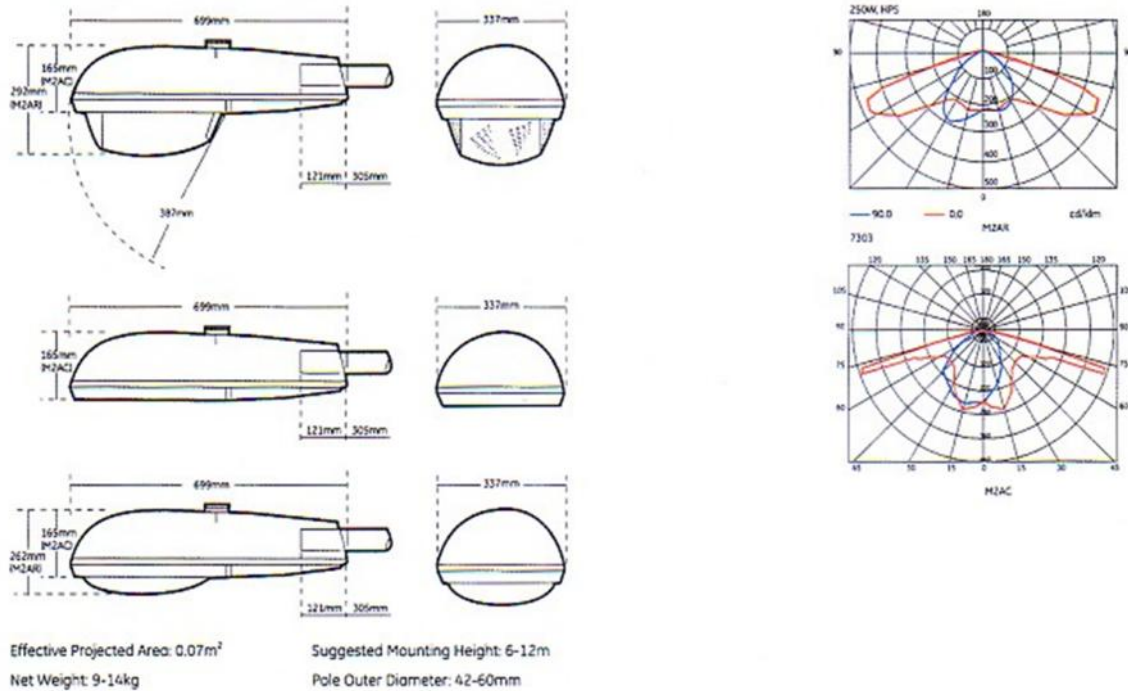 699mm
337mm
165mm
(M2AC)
292mm
(M2AR)
121mm 305mm
387mm
699mm
337mm
165mm
(M2AC)
121mm 305mm
699mm
337mm
165mm
(M2AC)
262mm
(M2AR)
121mm 305mm
Effective Projected Area: 0.07m²
Suggested Mounting Height: 6-12m
Net Weight: 9-14kg
Pole Outer Diameter: 42-60mm
250W, HPS
180
90
100
200
300
400
500
0
90.0 0.0 cd/klm
M2AR
7303
120 135 150 165 180 165 150 135 120
105
90 90
75 75
60 60
45 30 15 0 15 30 45
M2AC